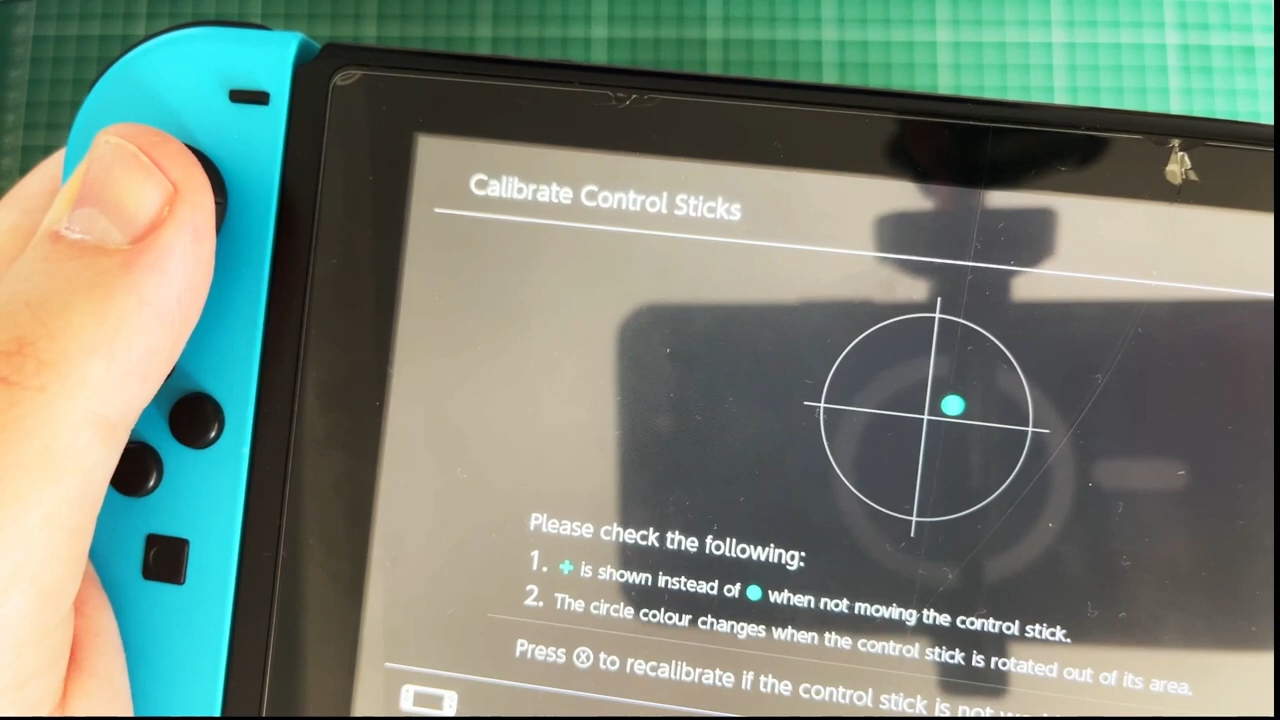 Calibrate Control Sticks
Please check the following:
1. + is shown instead of ● when not moving the control stick.
2. The circle colour changes when the control stick is rotated out of its area.
Press Ⓧ to recalibrate if the control stick is not